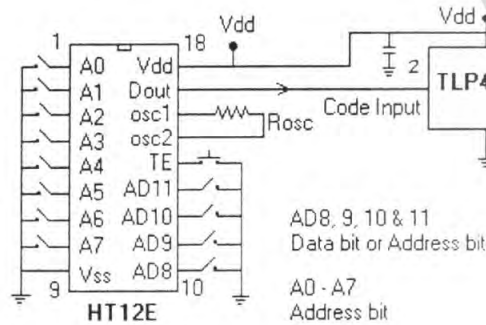 Vdd
Vdd
1
18
A0
Vdd
A1
Dout
A2
osc1
A3
osc2
A4
TE
A5
AD11
A6
AD10
A7
AD9
Vss
AD8
9
10
HT12E
Rosc
Code Input
2
TLP4
AD8, 9, 10 & 11
Data bit or Address bit
A0 - A7
Address bit